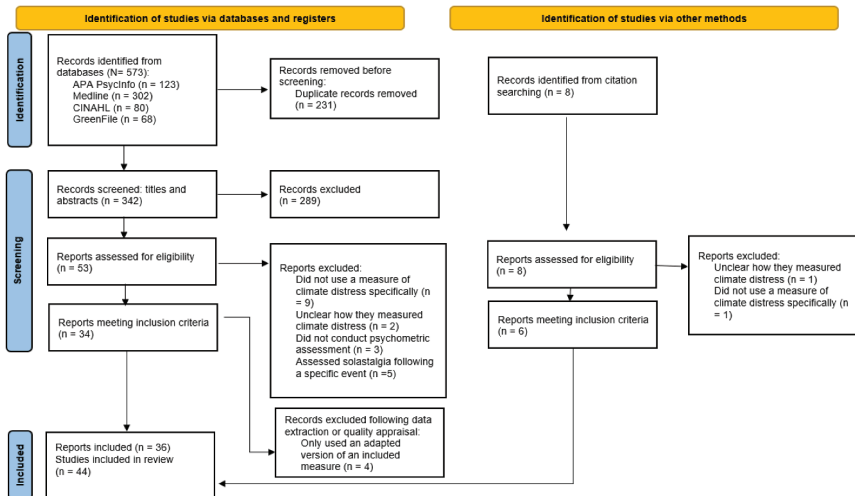 Identification of studies via databases and registers
Identification of studies via other methods
Identification
Records identified from
databases (N= 573):
APA PsycInfo (n = 123)
Medline (n = 302)
CINAHL (n = 80)
GreenFile (n = 68)
Records removed before
screening:
Duplicate records removed
(n = 231)
Records identified from citation
searching (n = 8)
Screening
Records screened: titles and
abstracts (n = 342)
Records excluded
(n = 289)
Reports assessed for eligibility
(n = 53)
Reports excluded:
Did not use a measure of
climate distress specifically (n
= 9)
Unclear how they measured
climate distress (n = 2)
Did not conduct psychometric
assessment (n = 3)
Assessed solastalgia following
a specific event (n =5)
Reports assessed for eligibility
(n = 8)
Reports excluded:
Unclear how they measured
climate distress (n = 1)
Did not use a measure of
climate distress specifically (n
= 1)
Reports meeting inclusion criteria
(n = 34)
Reports meeting inclusion criteria
(n = 6)
Records excluded following data
extraction or quality appraisal:
Only used an adapted
version of an included
measure (n = 4)
Included
Reports included (n = 36)
Studies included in review
(n = 44)